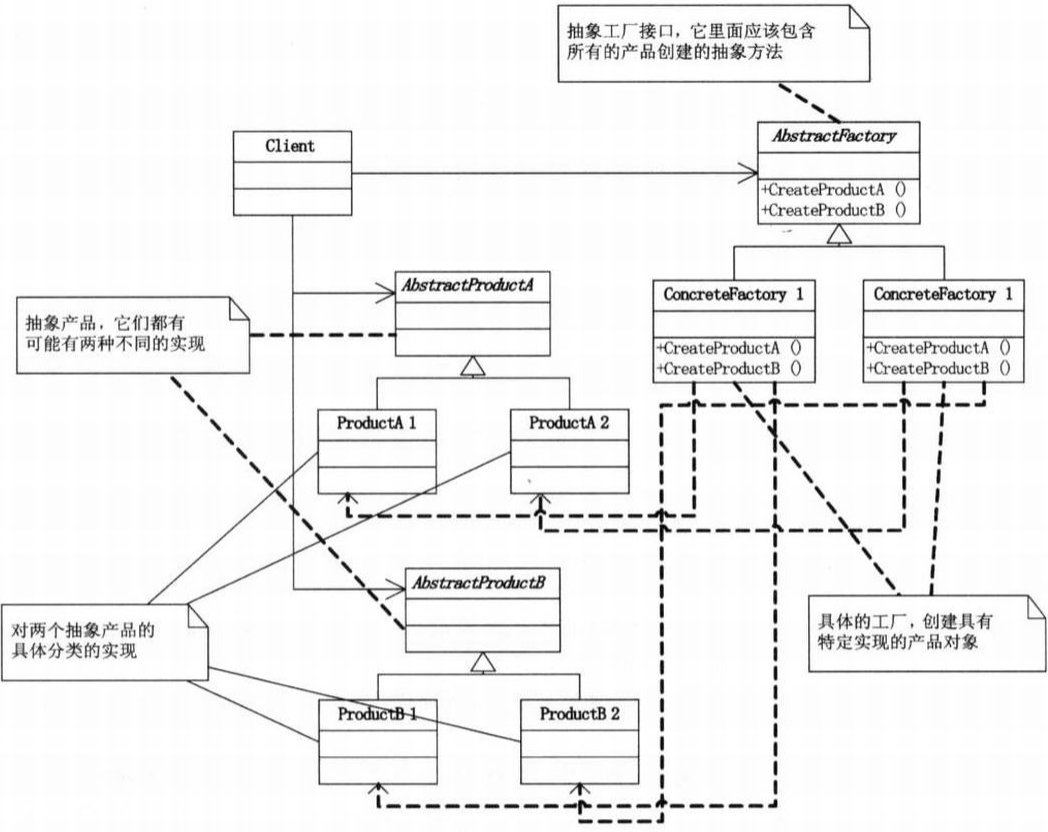 抽象工厂接口，它里面应该包含
所有的产品创建的抽象方法
Client
AbstractFactory
+CreateProductA ()
+CreateProductB ()
AbstractProductA
ConcreteFactory 1
+CreateProductA ()
+CreateProductB ()
ConcreteFactory 1
+CreateProductA ()
+CreateProductB ()
抽象产品，它们都有
可能有两种不同的实现
ProductA 1
ProductA 2
AbstractProductB
对两个抽象产品的
具体分类的实现
具体的工厂，创建具有
特定实现的产品对象
ProductB 1
ProductB 2